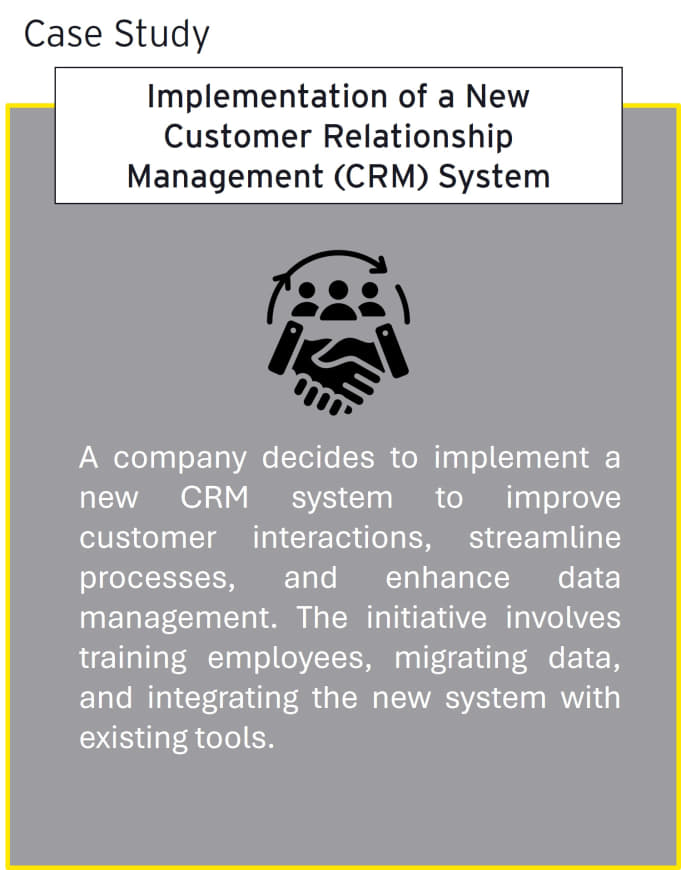 Case Study
Implementation of a New
Customer Relationship
Management (CRM) System
A company decides to implement a
new CRM system to improve
customer interactions, streamline
processes, and enhance data
management. The initiative involves
training employees, migrating data,
and integrating the new system with
existing tools.